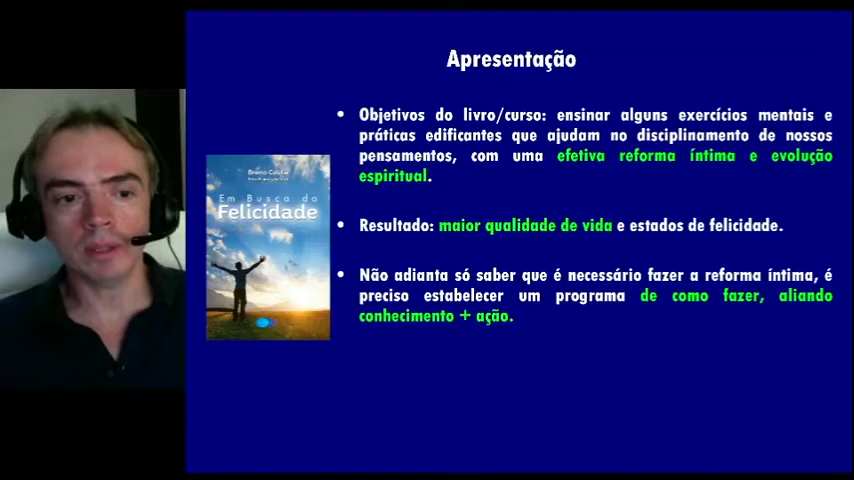 Apresentação
• Objetivos do livro/curso: ensinar alguns exercícios mentais e
práticas edificantes que ajudam no disciplinamento de nossos
pensamentos, com uma efetiva reforma íntima e evolução
espiritual.
Em Busca da
Felicidade
• Resultado: maior qualidade de vida e estados de felicidade.
• Não adianta só saber que é necessário fazer a reforma íntima, é
preciso estabelecer um programa de como fazer, aliando
conhecimento + ação.